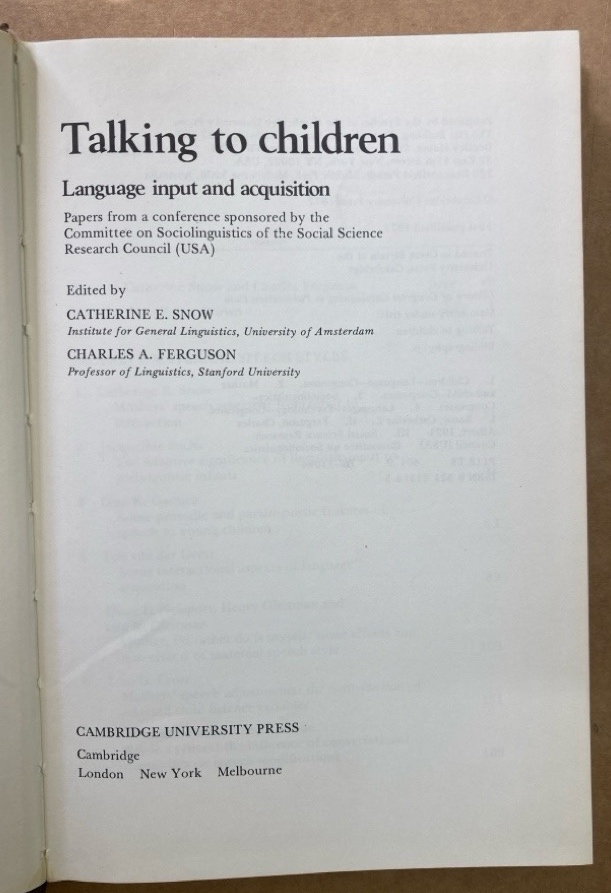 Talking to children
Language input and acquisition
Papers from a conference sponsored by the
Committee on Sociolinguistics of the Social Science
Research Council (USA)
Edited by
CATHERINE E. SNOW
Institute for General Linguistics, University of Amsterdam
CHARLES A. FERGUSON
Professor of Linguistics, Stanford University
CAMBRIDGE UNIVERSITY PRESS
Cambridge
London New York Melbourne